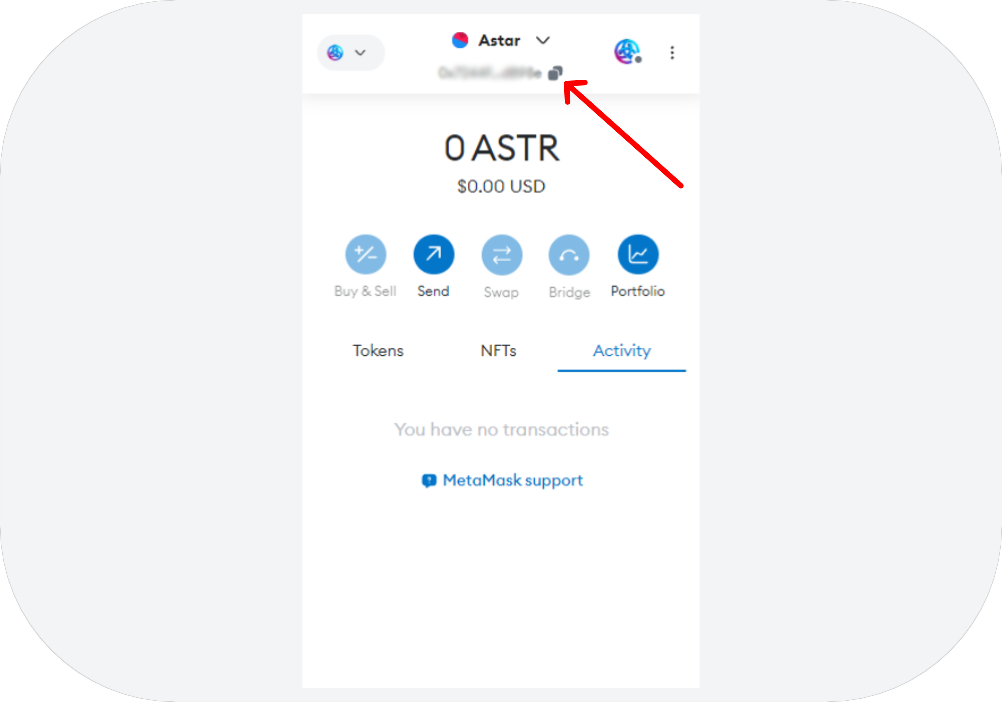 Astar
0 ASTR
$0.00 USD
Buy & Sell Send Swap Bridge Portfolio
Tokens NFTs Activity
You have no transactions
MetaMask support